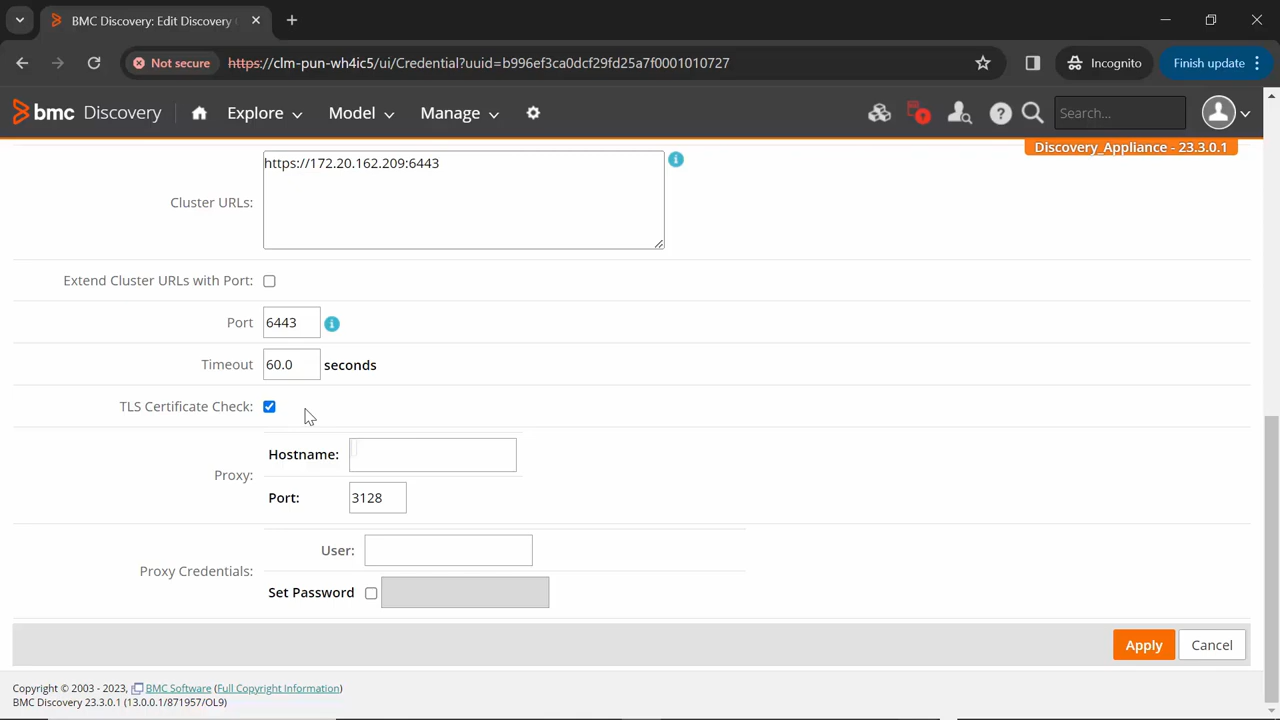 BMC Discovery: Edit Discovery
Not secure
https://clm-pun-wh4ic5/ui/Credential?uuid=b996ef3ca0dcf29fd25a7f0001010727
Incognito
Finish update
bmc Discovery
Explore
Model
Manage
Search...
Discovery_Appliance - 23.3.0.1
Cluster URLs:
https://172.20.162.209:6443
Extend Cluster URLs with Port:
Port
6443
Timeout
60.0
seconds
TLS Certificate Check:
Proxy:
Hostname:
Port:
3128
Proxy Credentials:
User:
Set Password
Apply
Cancel
Copyright © 2003 - 2023, BMC Software (Full Copyright Information)
BMC Discovery 23.3.0.1 (13.0.0.1/871957/OL9)